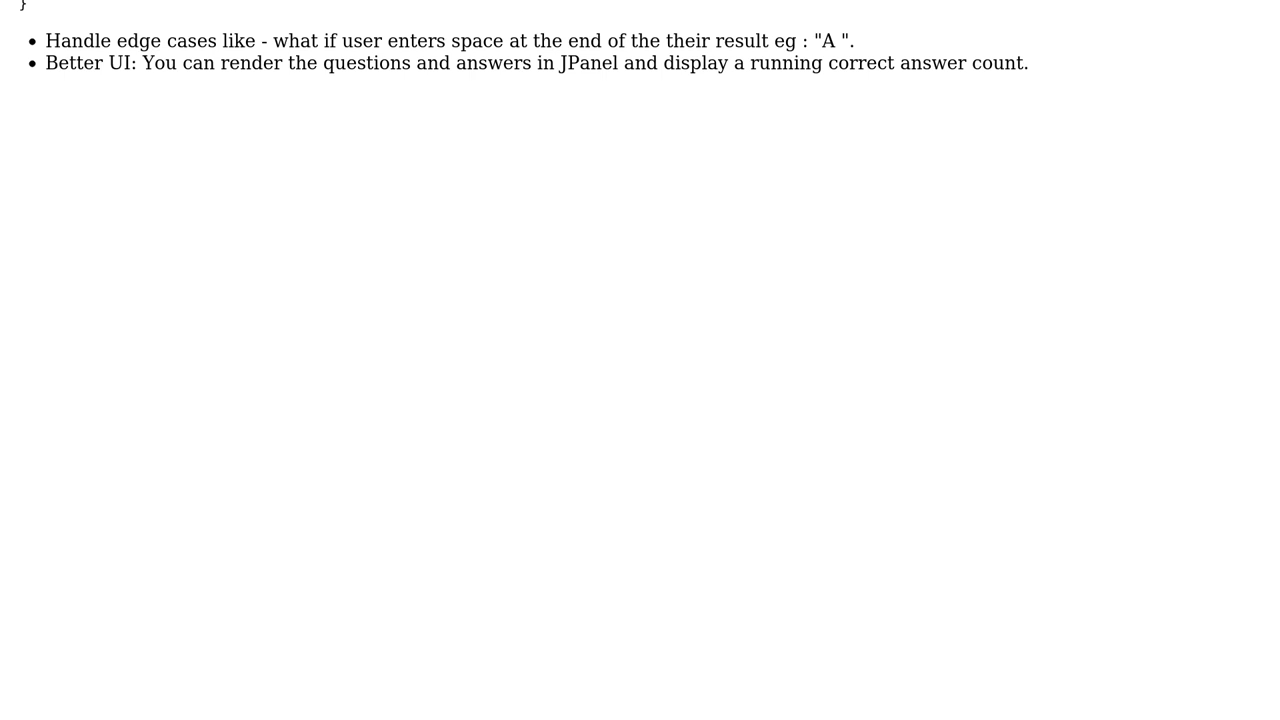 }
• Handle edge cases like - what if user enters space at the end of the their result eg : "A ".
• Better UI: You can render the questions and answers in JPanel and display a running correct answer count.